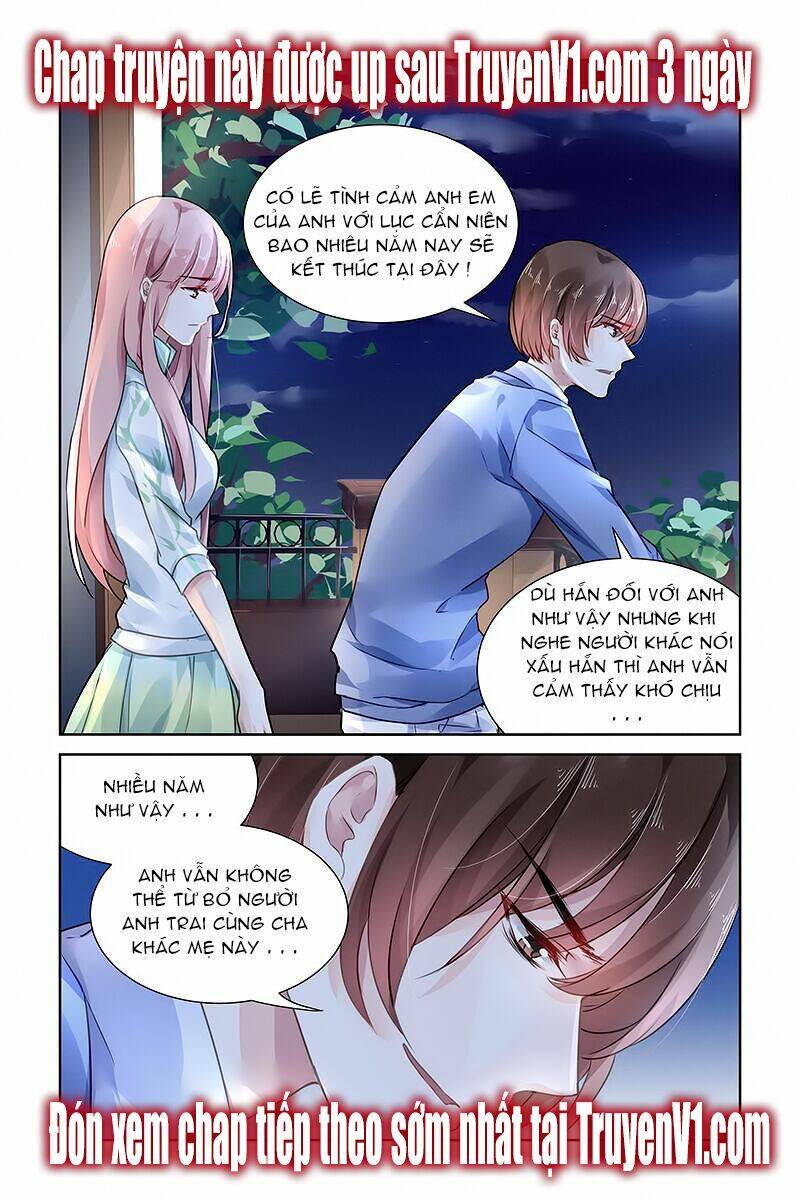 Chap truyện này được up sau TruyenV1.com 3 ngày
CÓ LẼ TÌNH CẢM ANH EM
CỦA ANH VỚI LỤC CẨN NIÊN
BAO NHIÊU NĂM NAY SẼ
KẾT THÚC TẠI ĐÂY !
DÙ HẮN ĐỐI VỚI ANH
NHƯ VẬY NHƯNG KHI
NGHE NGƯỜI KHÁC NÓI
XẤU HẮN THÌ ANH VẪN
CẢM THẤY KHÓ CHỊU
. . .
NHIỀU NĂM
NHƯ VẬY . . .
ANH VẪN KHÔNG
THỂ TỪ BỎ NGƯỜI
ANH TRAI CÙNG CHA
KHÁC MẸ NÀY . . .
Đón xem chap tiếp theo sớm nhất tại TruyenV1.com